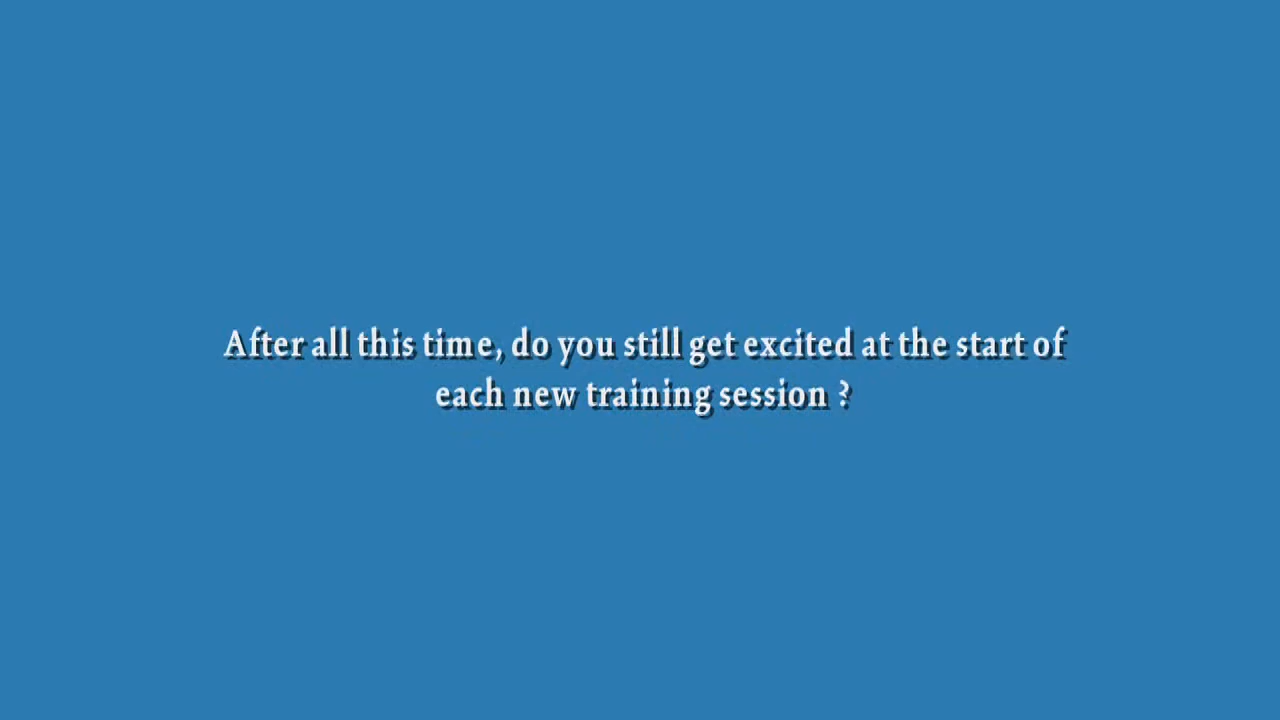 After all this time, do you still get excited at the start of
each new training session ?